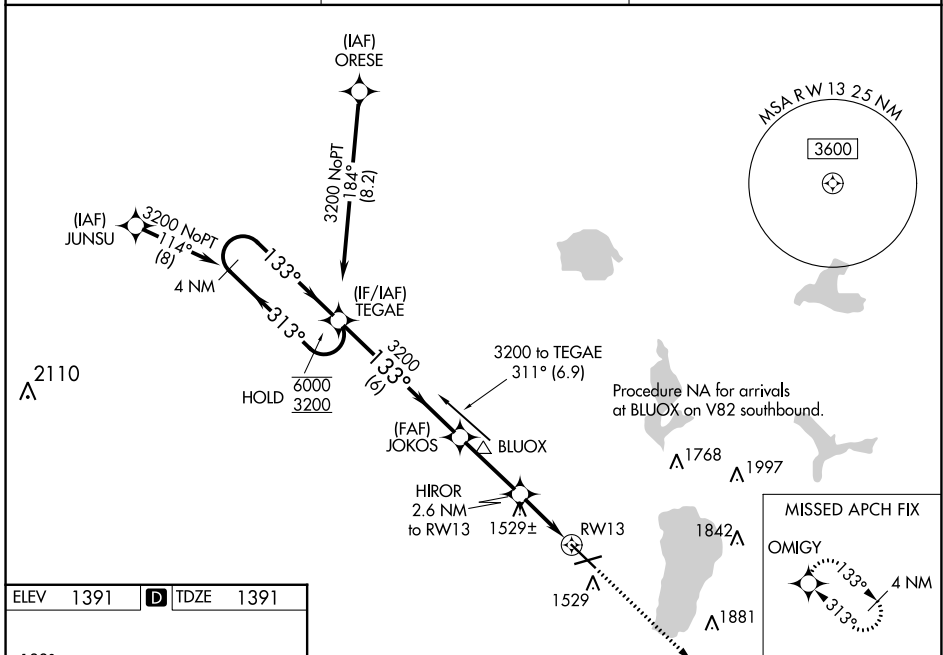 (IAF)
ORESE
MSA RW 13 25 NM
3600
3200 NoPT
184°
(8.2)
(IAF)
JUNSU
3200 NoPT
114°
(8)
4 NM
133°
313°
(IF/IAF)
TEGAE
HOLD
6000
3200
3200
133°
(6)
3200 to TEGAE
311° (6.9)
2110
Procedure NA for arrivals
at BLUOX on V82 southbound.
(FAF)
JOKOS
BLUOX
1768
1997
HIROR
2.6 NM
to RW13
1529±
RW13
1842
1529
1881
MISSED APCH FIX
OMIGY
133°
313°
4 NM
ELEV 1391 D TDZE 1391